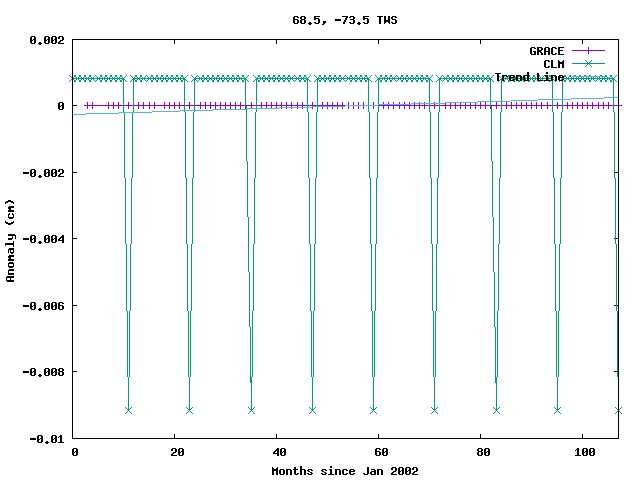 68.5, -73.5 TWS
GRACE
CLM
Trend Line
0.002
0
-0.002
-0.004
-0.006
-0.008
-0.01
Anomaly (cm)
0 20 40 60 80 100
Months since Jan 2002